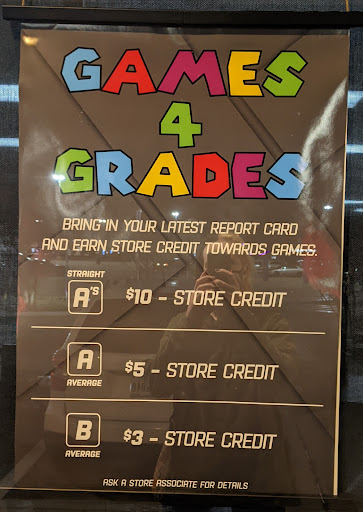 GAMES
4
GRADES
BRING IN YOUR LATEST REPORT CARD
AND EARN STORE CREDIT TOWARDS GAMES.
STRAIGHT
A'S
$10 - STORE CREDIT
A
AVERAGE
$5 - STORE CREDIT
B
AVERAGE
$3 - STORE CREDIT
ASK A STORE ASSOCIATE FOR DETAILS